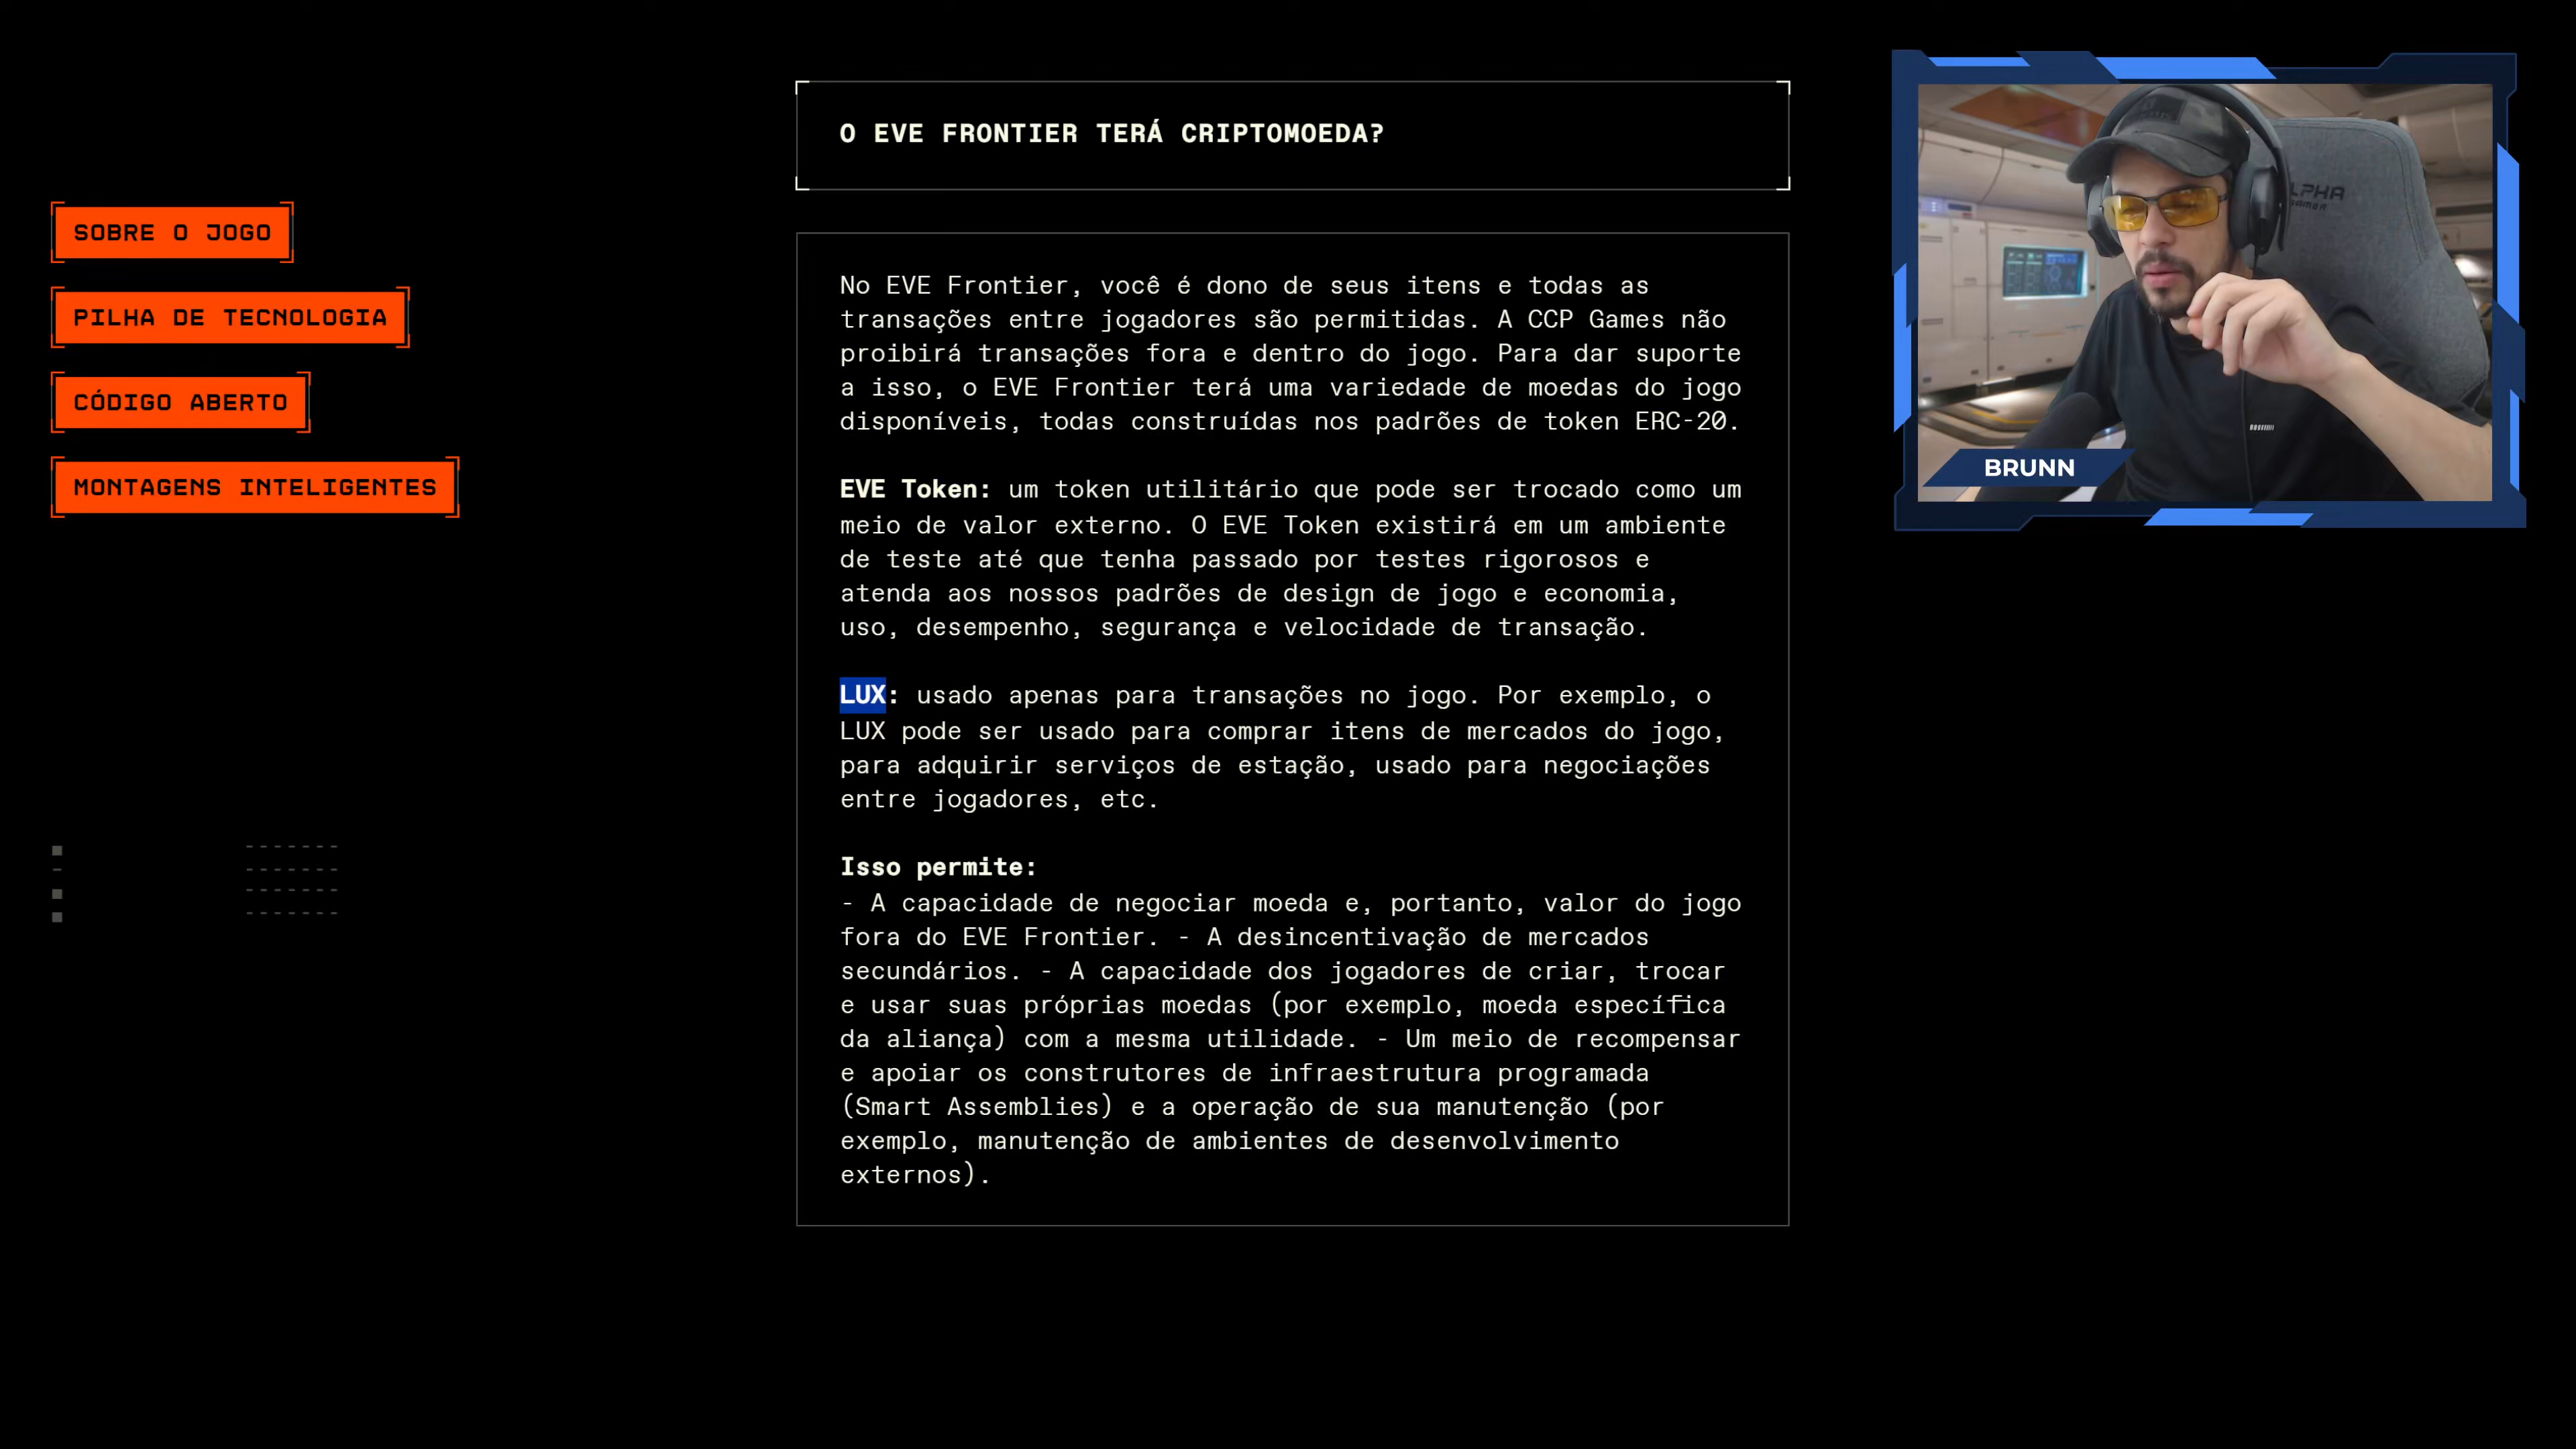 O EVE FRONTIER TERÁ CRIPTOMOEDA?
SOBRE O JOGO
PILHA DE TECNOLOGIA
CÓDIGO ABERTO
MONTAGENS INTELIGENTES
No EVE Frontier, você é dono de seus itens e todas as
transações entre jogadores são permitidas. A CCP Games não
proibirá transações fora e dentro do jogo. Para dar suporte
a isso, o EVE Frontier terá uma variedade de moedas do jogo
disponíveis, todas construídas nos padrões de token ERC-20.
EVE Token: um token utilitário que pode ser trocado como um
meio de valor externo. O EVE Token existirá em um ambiente
de teste até que tenha passado por testes rigorosos e
atenda aos nossos padrões de design de jogo e economia,
uso, desempenho, segurança e velocidade de transação.
LUX: usado apenas para transações no jogo. Por exemplo, o
LUX pode ser usado para comprar itens de mercados do jogo,
para adquirir serviços de estação, usado para negociações
entre jogadores, etc.
Isso permite:
- A capacidade de negociar moeda e, portanto, valor do jogo
fora do EVE Frontier. - A desincentivação de mercados
secundários. - A capacidade dos jogadores de criar, trocar
e usar suas próprias moedas (por exemplo, moeda específica
da aliança) com a mesma utilidade. - Um meio de recompensar
e apoiar os construtores de infraestrutura programada
(Smart Assemblies) e a operação de sua manutenção (por
exemplo, manutenção de ambientes de desenvolvimento
externos).
BRUNN